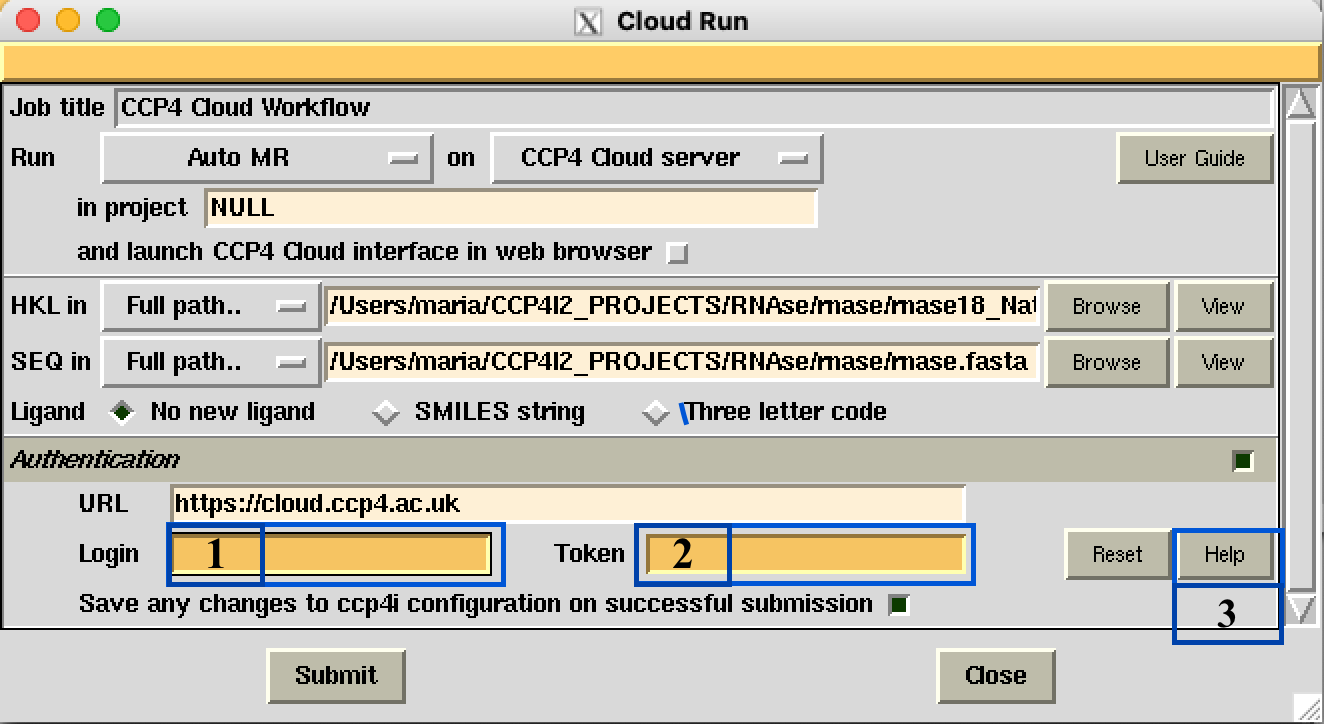 Cloud Run
Job title CCP4 Cloud Workflow
Run Auto MR on CCP4 Cloud server User Guide
in project NULL
and launch CCP4 Cloud interface in web browser
HKL in Full path.. /Users/maria/CCP4I2_PROJECTS/RNAse/rnase/rnase18_Nat Browse View
SEQ in Full path.. /Users/maria/CCP4I2_PROJECTS/RNAse/rnase/rnase.fasta Browse View
Ligand No new ligand SMILES string Three letter code
Authentication
URL https://cloud.ccp4.ac.uk
Login 1 Token 2 Reset Help
Save any changes to ccp4i configuration on successful submission 3
Submit Close